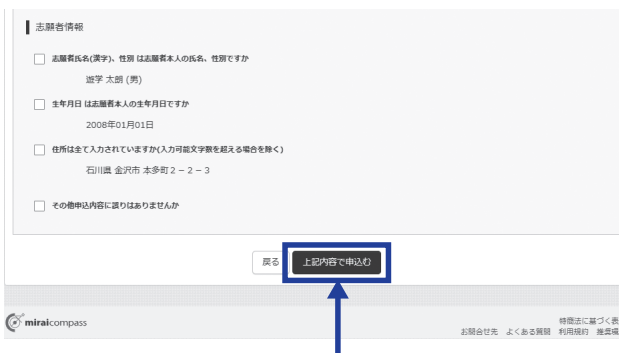 志願者情報
志願者氏名(漢字)、性別 は志願者本人の氏名、性別ですか
遊学 太朗 (男)
生年月日 は志願者本人の生年月日ですか
2008年01月01日
住所は全て入力されていますか(入力可能文字数を超える場合を除く)
石川県 金沢市 本多町２－２－３
その他申込内容に誤りはありませんか
戻る 上記内容で申込む
miraicompass
特商法に基づく表
お問合せ先 よくある質問 利用規約 推奨環